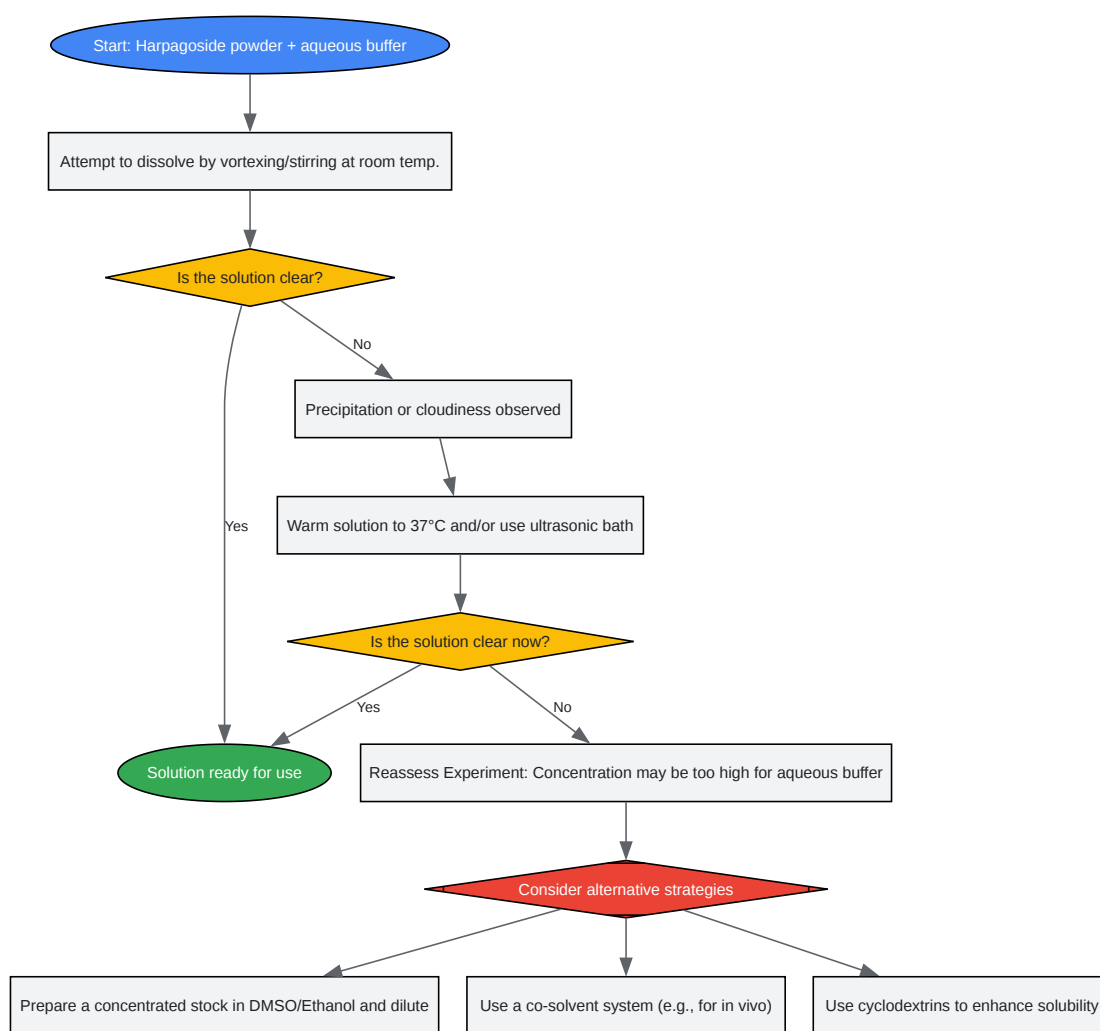 Start: Harpagoside powder + aqueous buffer
Attempt to dissolve by vortexing/stirring at room temp.
Is the solution clear?
No
Precipitation or cloudiness observed
Yes
Warm solution to 37°C and/or use ultrasonic bath
Is the solution clear now?
Yes
No
Solution ready for use
Reassess Experiment: Concentration may be too high for aqueous buffer
Consider alternative strategies
Prepare a concentrated stock in DMSO/Ethanol and dilute
Use a co-solvent system (e.g., for in vivo)
Use cyclodextrins to enhance solubility